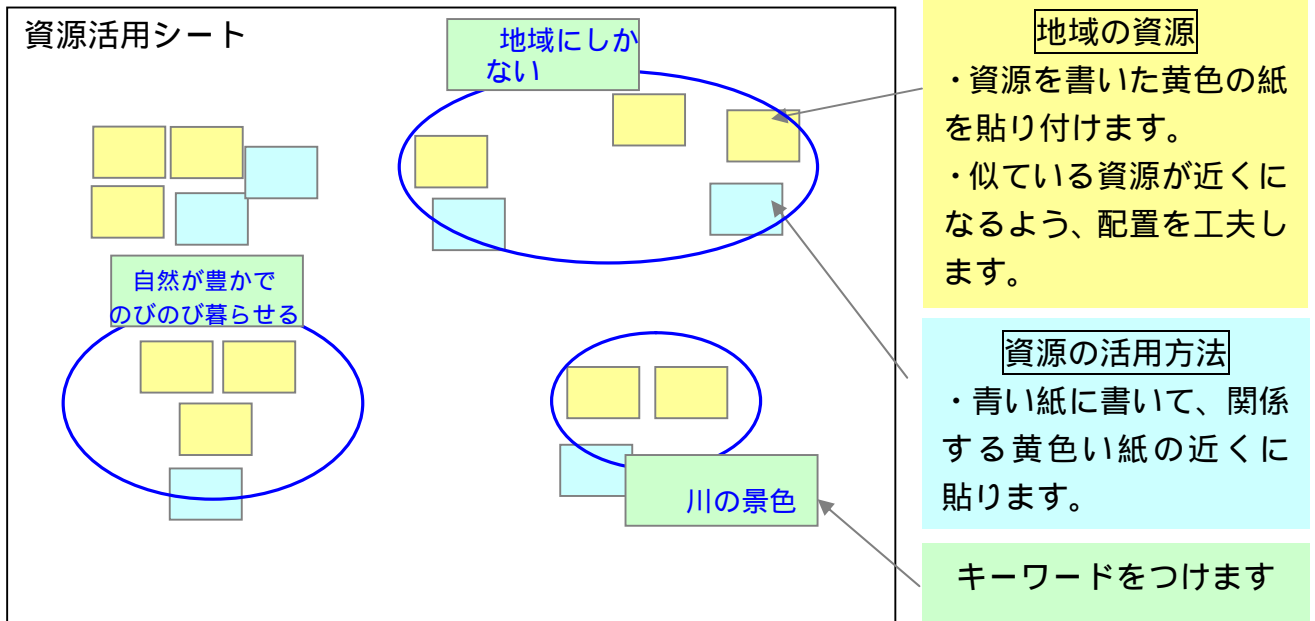 資源活用シート
地域にしか
ない
自然が豊かで
のびのび暮らせる
川の景色
地域の資源
・資源を書いた黄色の紙
を貼り付けます。
・似ている資源が近くに
なるよう、配置を工夫し
ます。
資源の活用方法
・青い紙に書いて、関係
する黄色い紙の近くに
貼ります。
キーワードをつけます